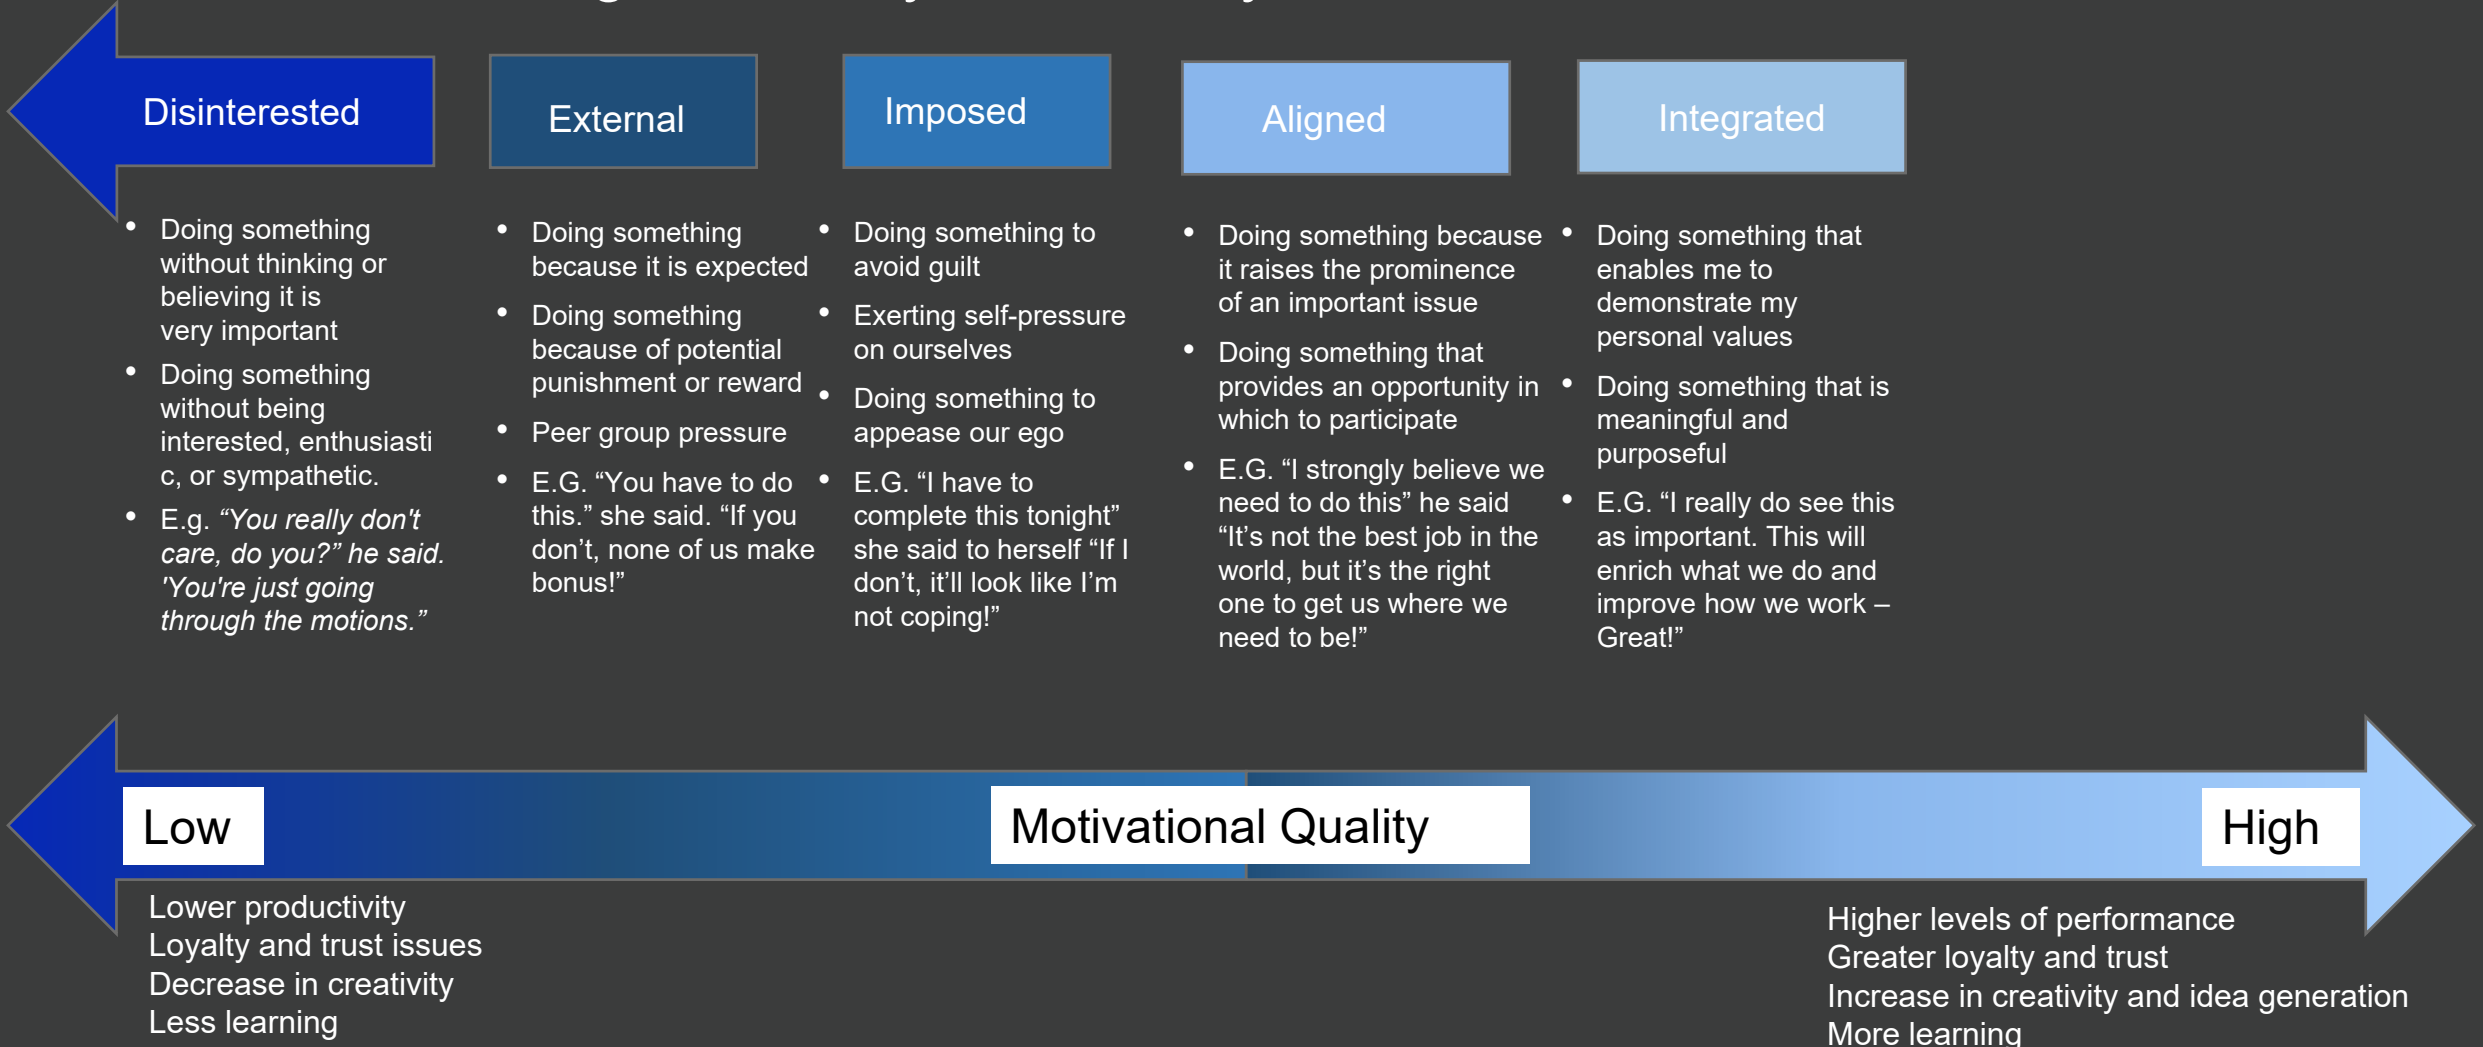 Disinterested
External
Imposed
Aligned
Integrated
• Doing something
without thinking or
believing it is
very important
• Doing something
without being
interested, enthusiasti
c, or sympathetic.
• E.g. “You really don't
care, do you?” he said.
'You're just going
through the motions.”
• Doing something
because it is expected
• Doing something
because of potential
punishment or reward
• Peer group pressure
• E.G. “You have to do
this.” she said. “If you
don’t, none of us make
bonus!”
• Doing something to
avoid guilt
• Exerting self-pressure
on ourselves
• Doing something to
appease our ego
• E.G. “I have to
complete this tonight”
she said to herself “If I
don’t, it’ll look like I’m
not coping!”
• Doing something because
it raises the prominence
of an important issue
• Doing something that
provides an opportunity in
which to participate
• E.G. “I strongly believe we
need to do this” he said
“It’s not the best job in the
world, but it’s the right
one to get us where we
need to be!”
• Doing something that
enables me to
demonstrate my
personal values
• Doing something that is
meaningful and
purposeful
• E.G. “I really do see this
as important. This will
enrich what we do and
improve how we work –
Great!”
Low
Motivational Quality
High
Lower productivity
Loyalty and trust issues
Decrease in creativity
Less learning
Higher levels of performance
Greater loyalty and trust
Increase in creativity and idea generation
More learning